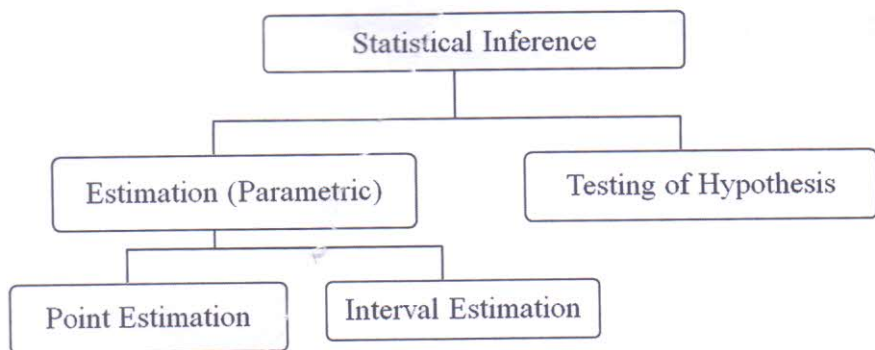 Statistical Inference
Estimation (Parametric)
Testing of Hypothesis
Point Estimation
Interval Estimation